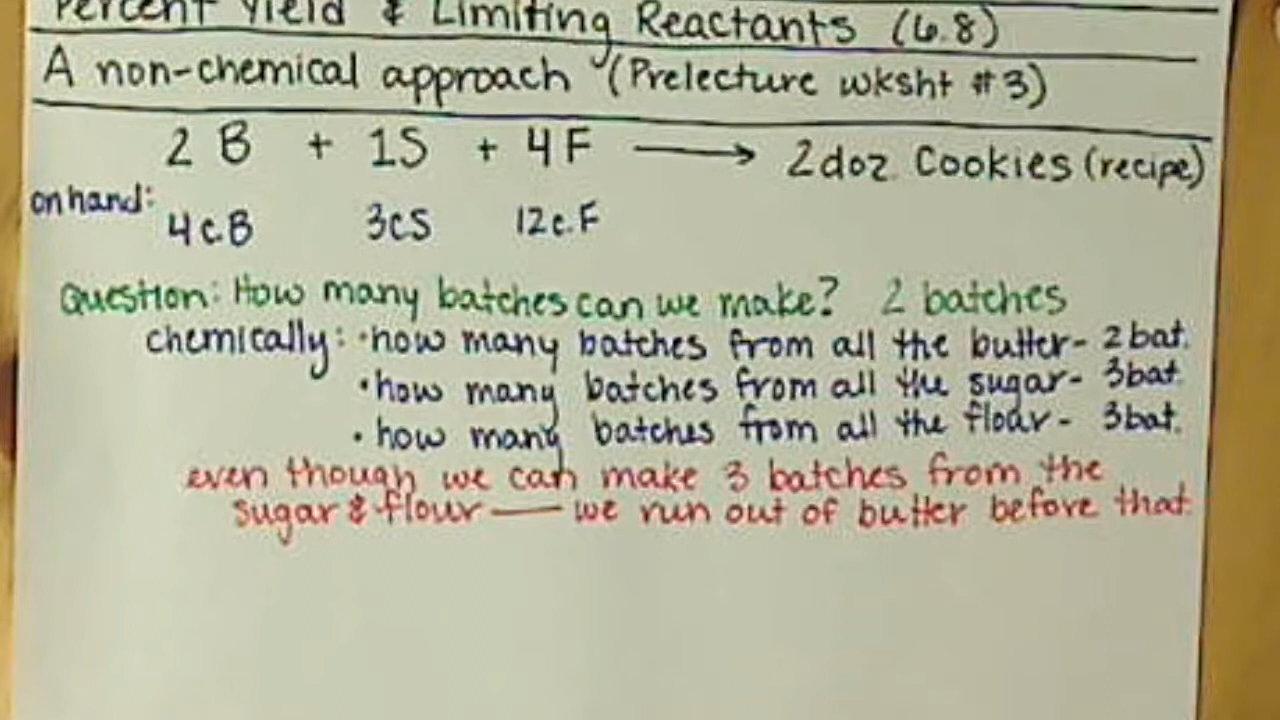 Percent Yield & Limiting Reactants (6.8)
A non-chemical approach (Prelecture wksht #3)
2 B + 1S + 4 F ⟶ 2 doz. Cookies (recipe)
on hand: 4 c.B 3cS 12c.F
Question: How many batches can we make? 2 batches
chemically: • how many batches from all the butter- 2 bat.
• how many batches from all the sugar- 3 bat.
• how many batches from all the flour - 3 bat.
even though we can make 3 batches from the
sugar & flour — we run out of butter before that.